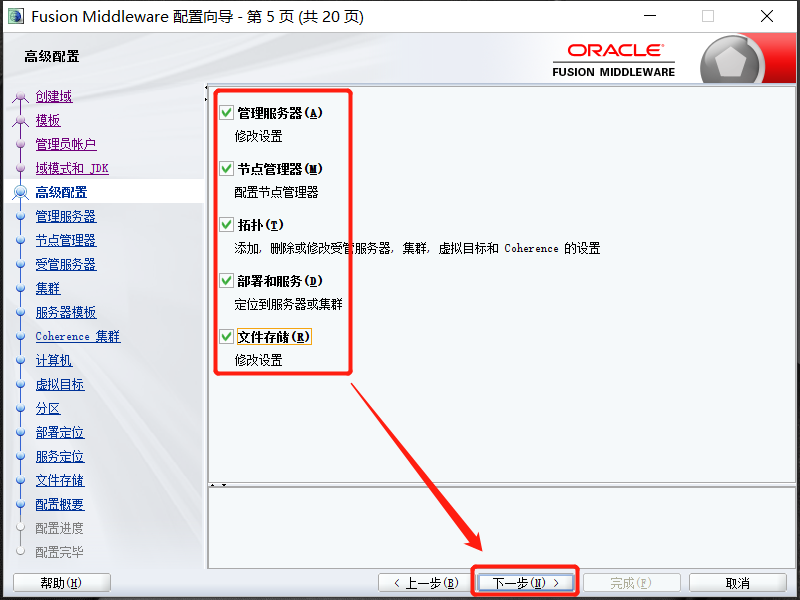 Fusion Middleware 配置向导 - 第 5 页 (共 20 页)
高级配置
ORACLE
FUSION MIDDLEWARE
创建域
模板
管理员帐户
域模式和 JDK
高级配置
管理服务器
节点管理器
受管服务器
集群
服务器模板
Coherence 集群
计算机
虚拟目标
分区
部署定位
服务定位
文件存储
配置概要
配置进度
配置完毕
管理服务器(A)
修改设置
节点管理器(M)
配置节点管理器
拓扑(T)
添加, 删除或修改受管服务器, 集群, 虚拟目标和 Coherence 的设置
部署和服务(D)
定位到服务器或集群
文件存储(R)
修改设置
帮助(H)
< 上一步(B)
下一步(N) >
完成(F)
取消